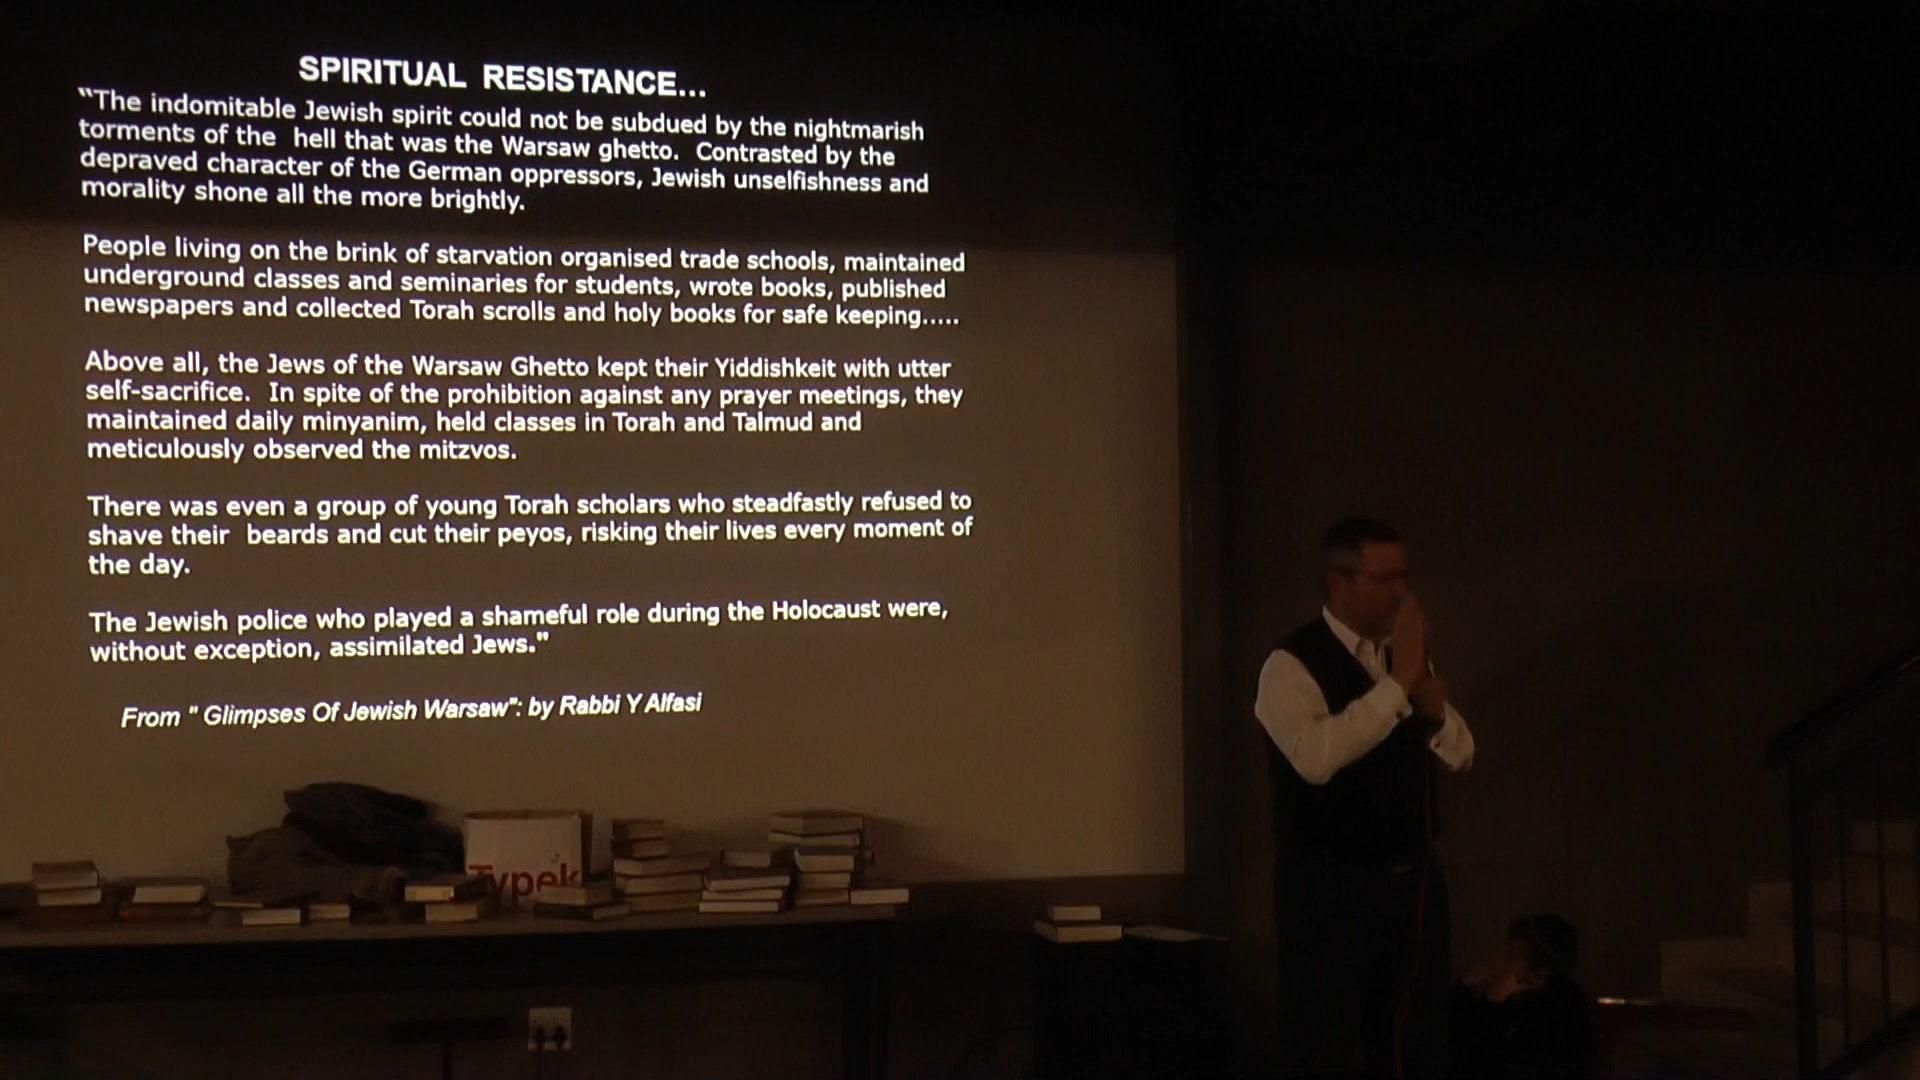 SPIRITUAL RESISTANCE...
“The indomitable Jewish spirit could not be subdued by the nightmarish
torments of the hell that was the Warsaw ghetto. Contrasted by the
depraved character of the German oppressors, Jewish unselfishness and
morality shone all the more brightly.
People living on the brink of starvation organised trade schools, maintained
underground classes and seminaries for students, wrote books, published
newspapers and collected Torah scrolls and holy books for safe keeping.....
Above all, the Jews of the Warsaw Ghetto kept their Yiddishkeit with utter
self-sacrifice. In spite of the prohibition against any prayer meetings, they
maintained daily minyanim, held classes in Torah and Talmud and
meticulously observed the mitzvos.
There was even a group of young Torah scholars who steadfastly refused to
shave their beards and cut their peyos, risking their lives every moment of
the day.
The Jewish police who played a shameful role during the Holocaust were,
without exception, assimilated Jews."
From " Glimpses Of Jewish Warsaw": by Rabbi Y Alfasi
Typek